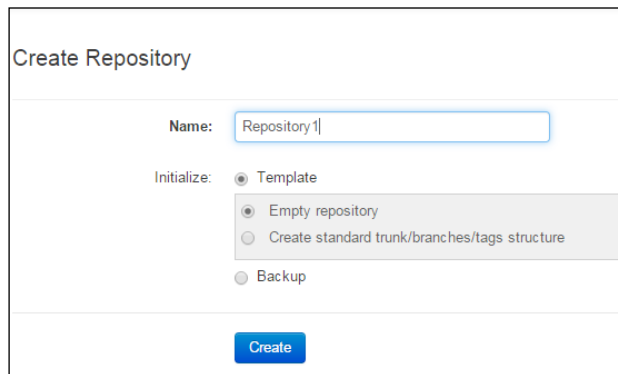 Create Repository
Name: Repository1
Initialize: Template
Empty repository
Create standard trunk/branches/tags structure
Backup
Create